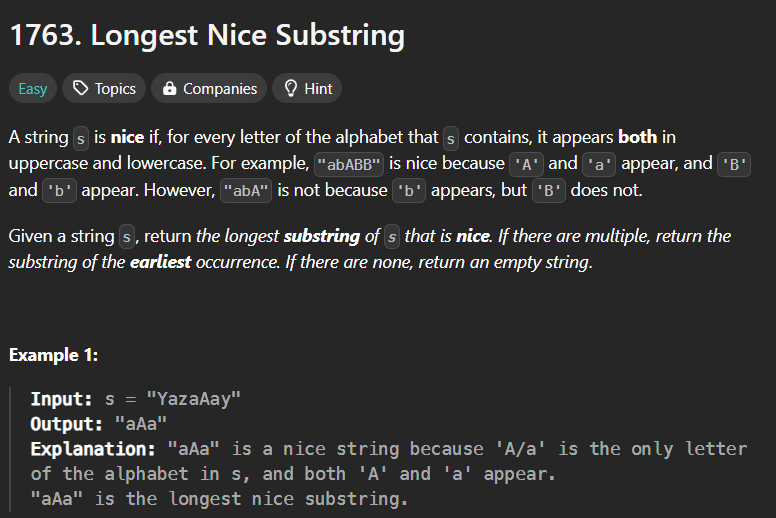 1763. Longest Nice Substring
Easy Topics Companies Hint
A string s is nice if, for every letter of the alphabet that s contains, it appears both in
uppercase and lowercase. For example, "abABB" is nice because 'A' and 'a' appear, and 'B'
and 'b' appear. However, "abA" is not because 'b' appears, but 'B' does not.
Given a string s, return the longest substring of s that is nice. If there are multiple, return the
substring of the earliest occurrence. If there are none, return an empty string.
Example 1:
Input: s = "YazaAay"
Output: "aAa"
Explanation: "aAa" is a nice string because 'A/a' is the only letter
of the alphabet in s, and both 'A' and 'a' appear.
"aAa" is the longest nice substring.